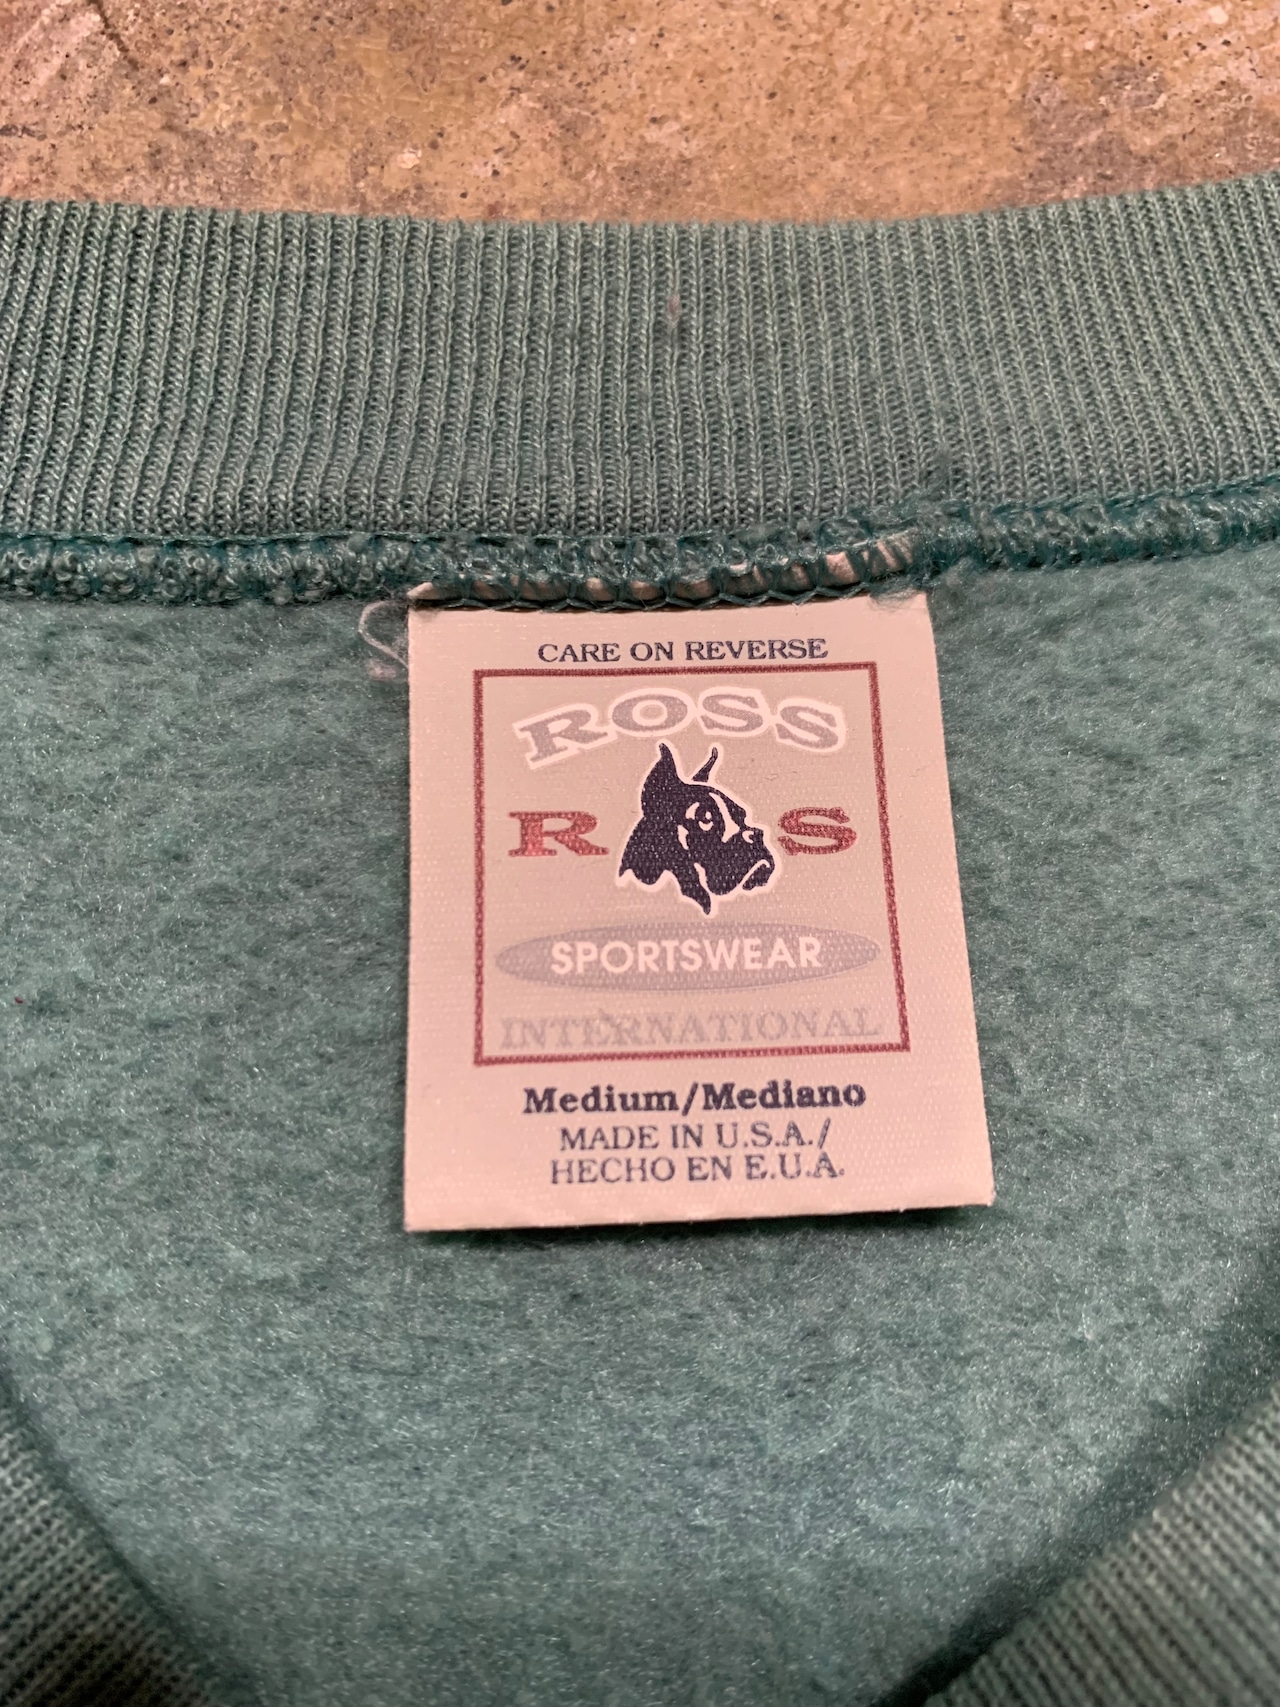 CARE ON REVERSE
ROSS
R S
SPORTSWEAR
INTERNATIONAL
Medium/Mediano
MADE IN U.S.A./
HECHO EN E.U.A.